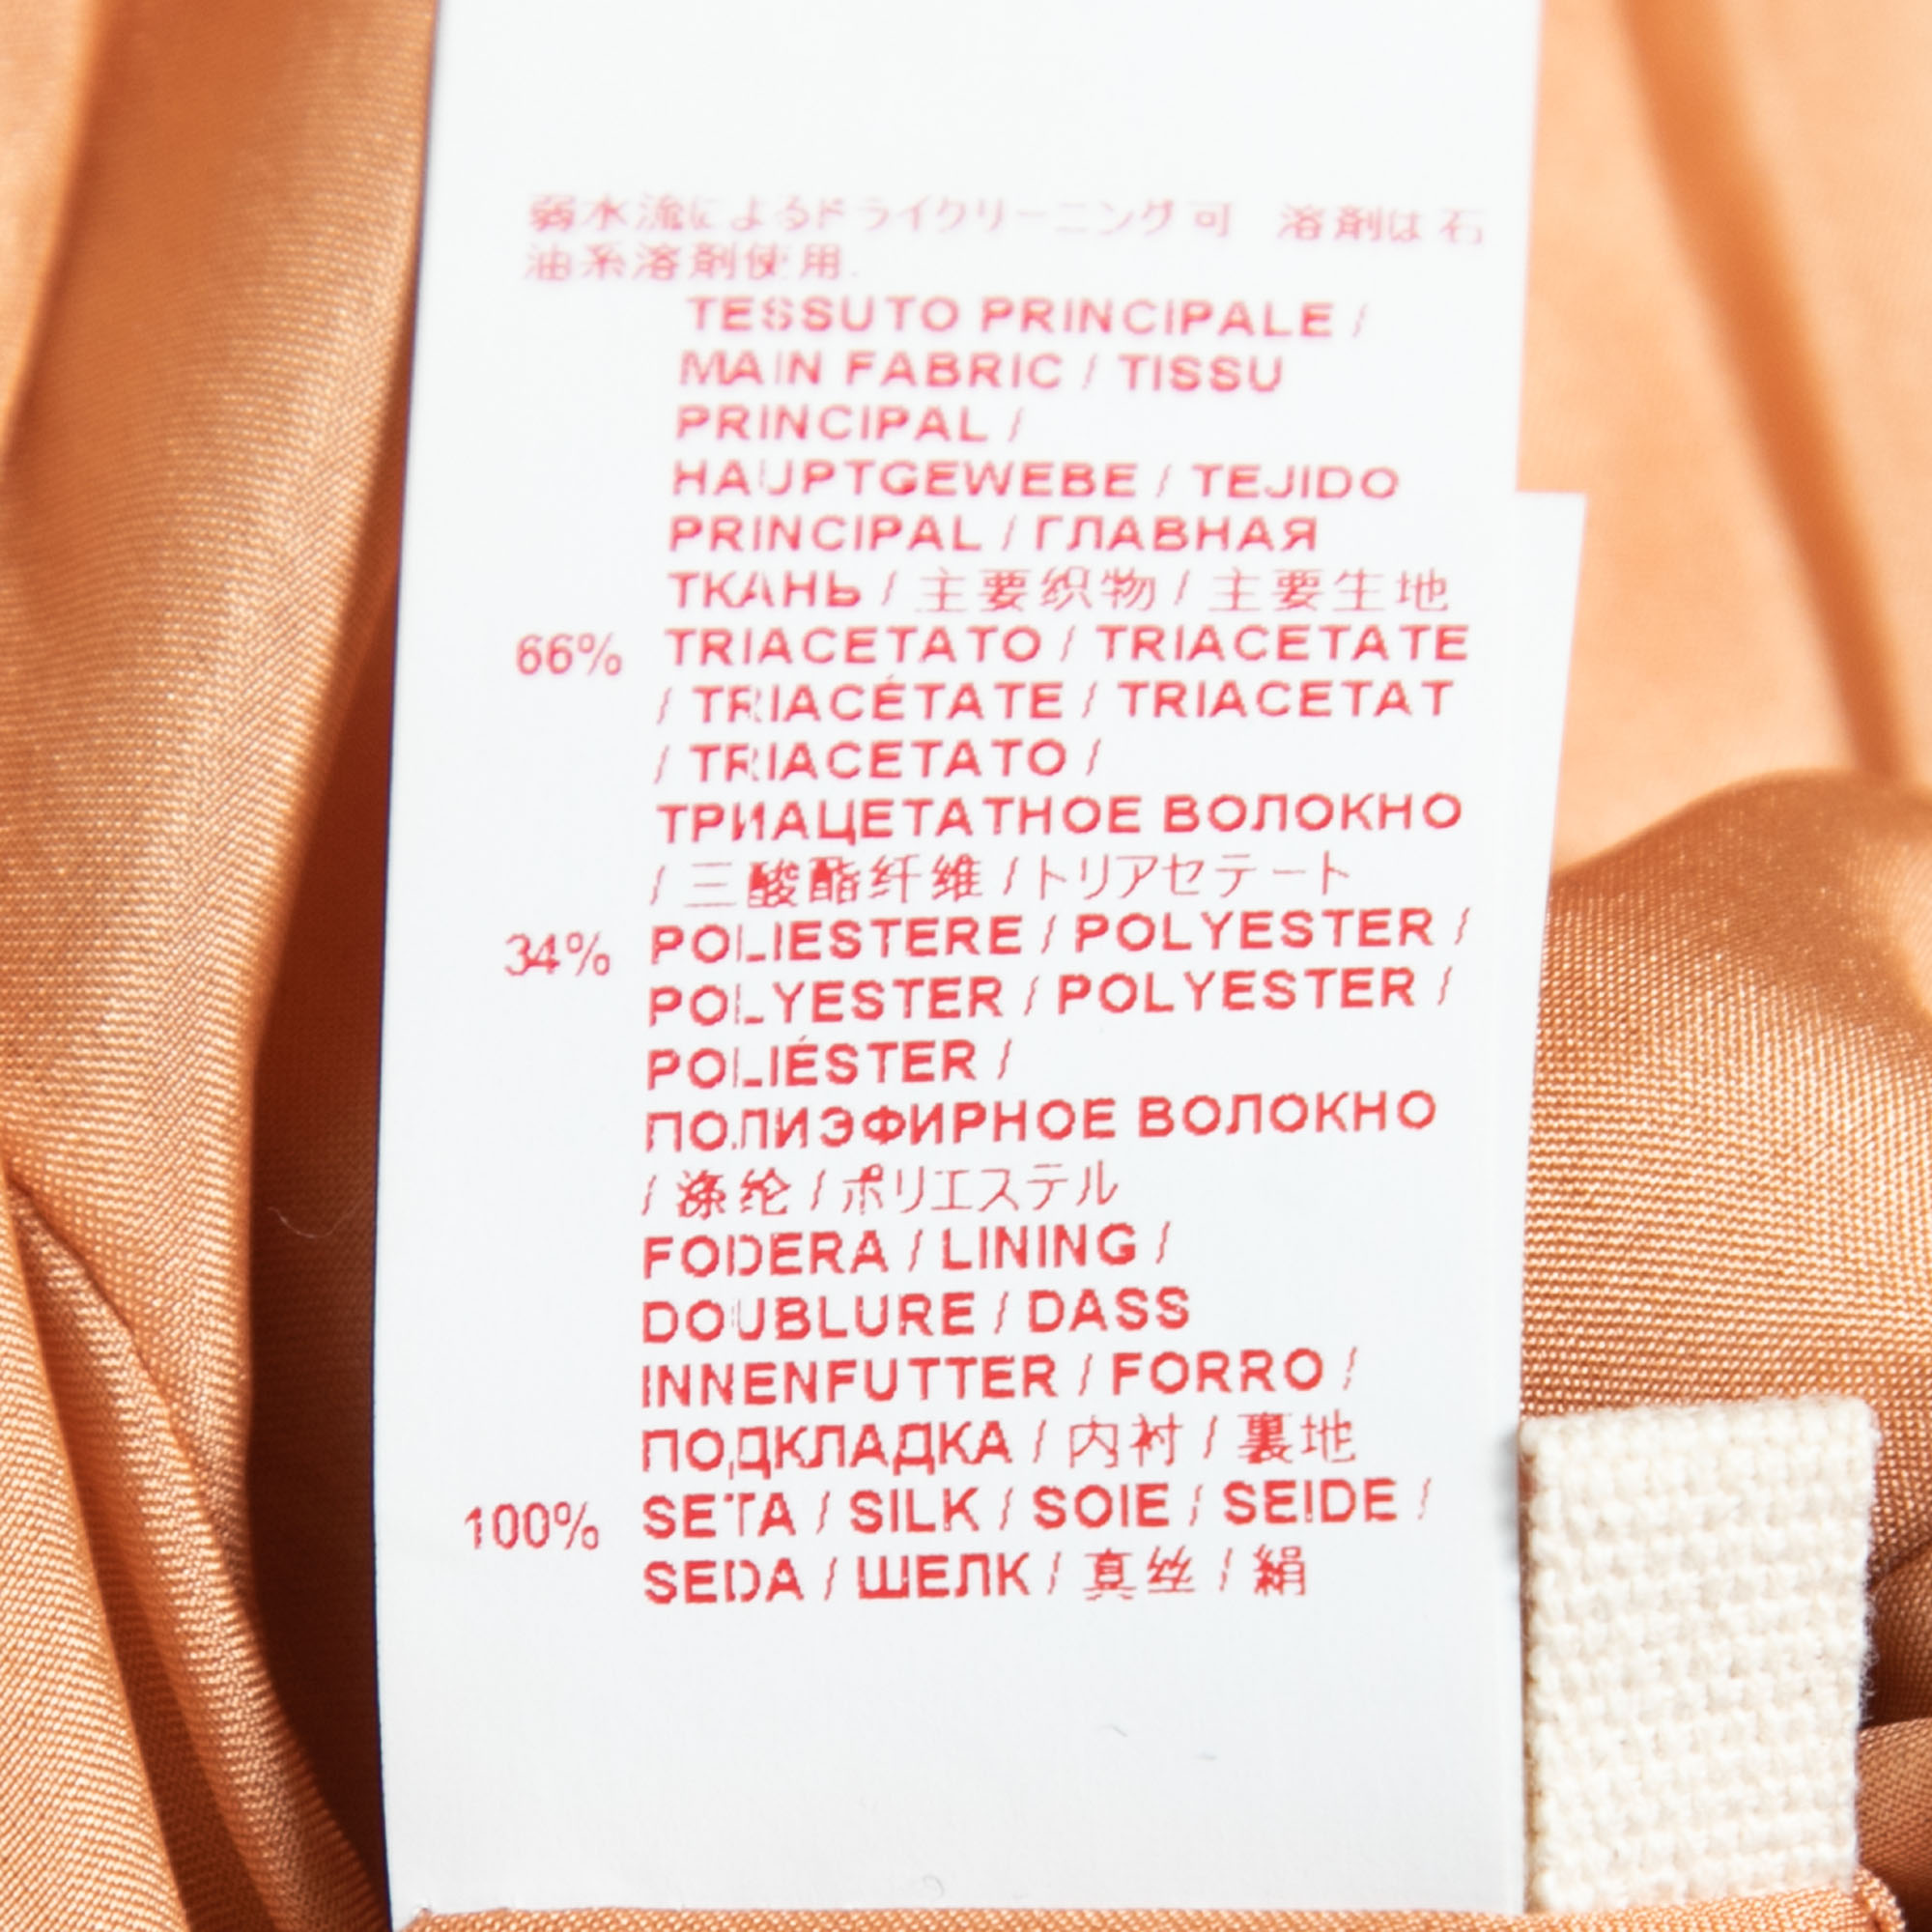 弱水流によるドライクリーニング可 溶剤は石
油系溶剤使用.
TESSUTO PRINCIPALE /
MAIN FABRIC / TISSU
PRINCIPAL /
HAUPTGEWEBE / TEJIDO
PRINCIPAL / ГЛАВНАЯ
ТКАНЬ / 主要织物 / 主要生地
66% TRIACETATO / TRIACETATE
/ TRIACÉTATE / TRIACETAT
/ TRIACETATO /
ТРИАЦЕТАТНОЕ ВОЛОКНО
/ 三酸酯纤维 / トリアセテート
34% POLIESTERE / POLYESTER /
POLYESTER / POLYESTER /
POLIÉSTER /
ПОЛИЭФИРНОЕ ВОЛОКНО
/ 涤纶 / ポリエステル
FODERA / LINING /
DOUBLURE / DASS
INNENFUTTER / FORRO /
ПОДКЛАДКА / 内衬 / 裏地
100% SETA / SILK / SOIE / SEIDE /
SEDA / ШЕЛК / 真丝 / 絹